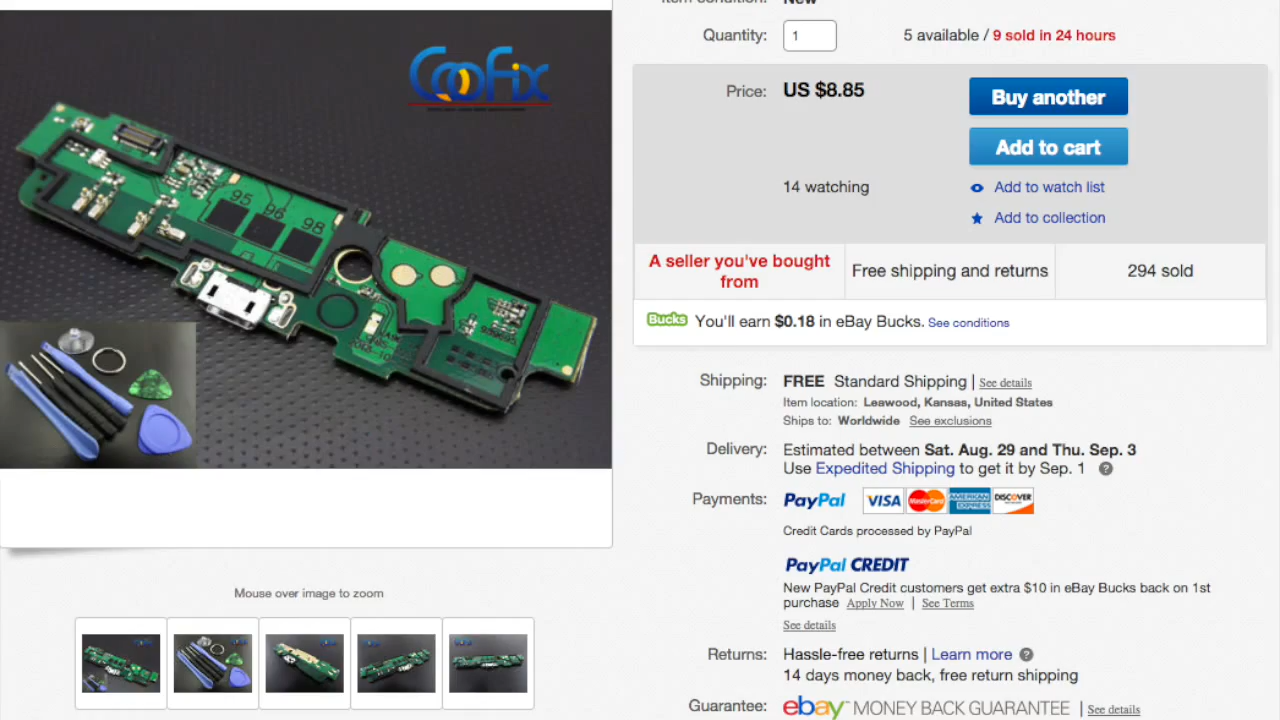 Item condition: New
Quantity: 1 5 available / 9 sold in 24 hours
CooFix
Price: US $8.85
Buy another
Add to cart
14 watching
Add to watch list
Add to collection
95
96
98
A seller you've bought from
Free shipping and returns
294 sold
Bucks You'll earn $0.18 in eBay Bucks. See conditions
Shipping: FREE Standard Shipping | See details
Item location: Leawood, Kansas, United States
Ships to: Worldwide See exclusions
Delivery: Estimated between Sat. Aug. 29 and Thu. Sep. 3
Use Expedited Shipping to get it by Sep. 1 ?
Payments: PayPal VISA MasterCard AMERICAN EXPRESS DISCOVER
Credit Cards processed by PayPal
PayPal CREDIT
New PayPal Credit customers get extra $10 in eBay Bucks back on 1st
purchase Apply Now | See Terms
See details
Mouse over image to zoom
Returns: Hassle-free returns | Learn more ?
14 days money back, free return shipping
Guarantee: ebay MONEY BACK GUARANTEE | See details